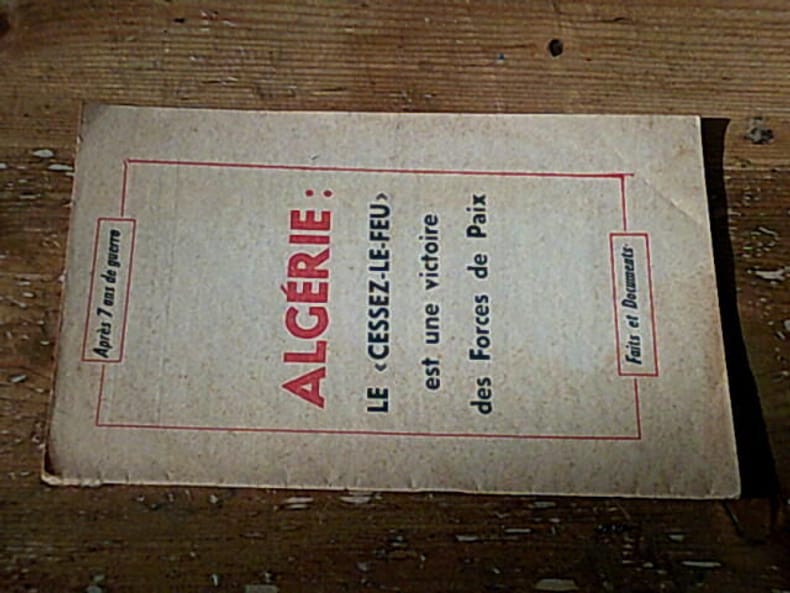 Après 7 ans de guerre
ALGÉRIE :
LE «CESSEZ-LE-FEU»
est une victoire
des Forces de Paix
Faits et Documents